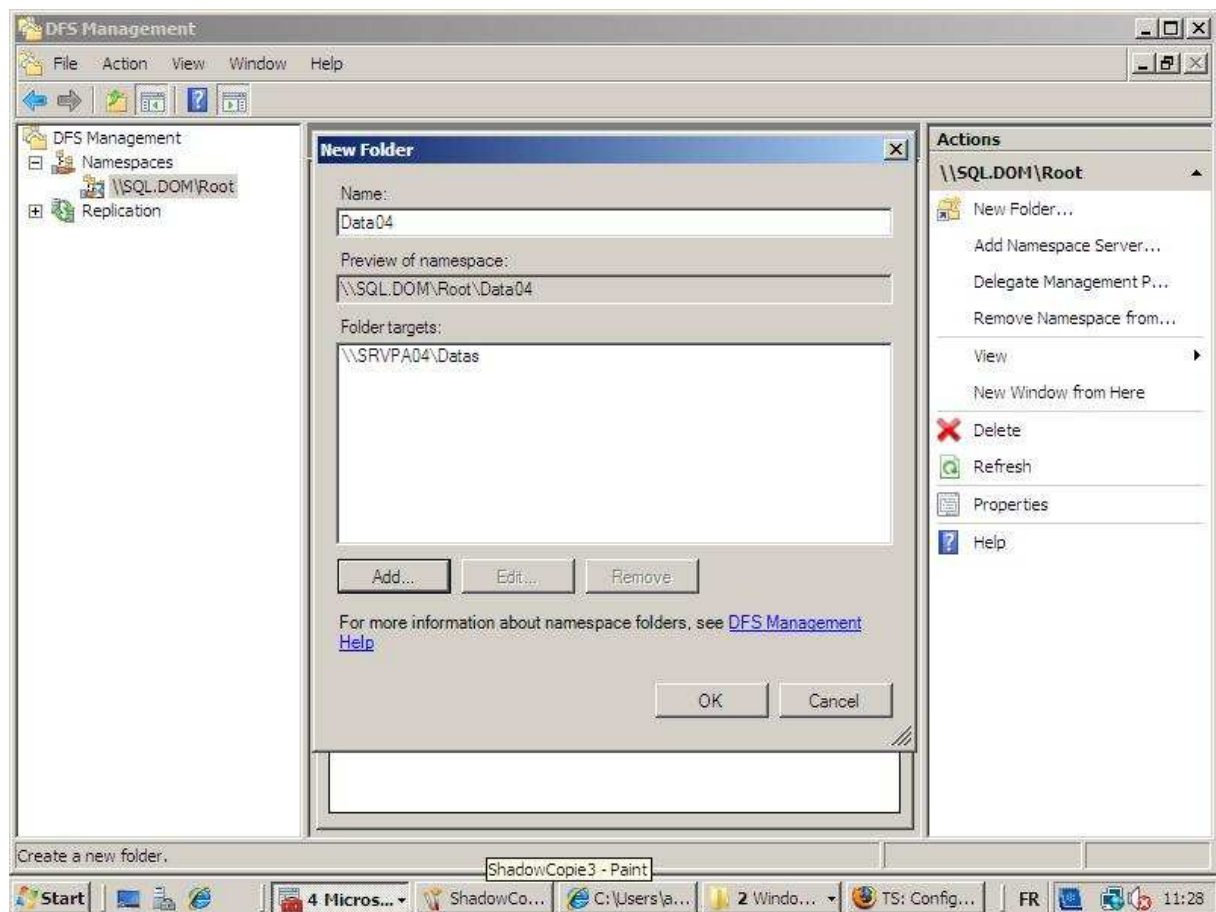 DFS Management
File Action View Window Help
DFS Management
Namespaces
\\SQL.DOM\Root
Replication
New Folder
Name:
Data04
Preview of namespace:
\\SQL.DOM\Root\Data04
Folder targets:
\\SRVPA04\Datas
Add... Edit... Remove
For more information about namespace folders, see DFS Management
Help
OK Cancel
Actions
\\SQL.DOM\Root
New Folder...
Add Namespace Server...
Delegate Management P...
Remove Namespace from...
View
New Window from Here
Delete
Refresh
Properties
Help
Create a new folder.
ShadowCopie3 - Paint
Start 4 Micros... ShadowCo... C:\Users\a... 2 Windo... TS: Config... FR 11:28